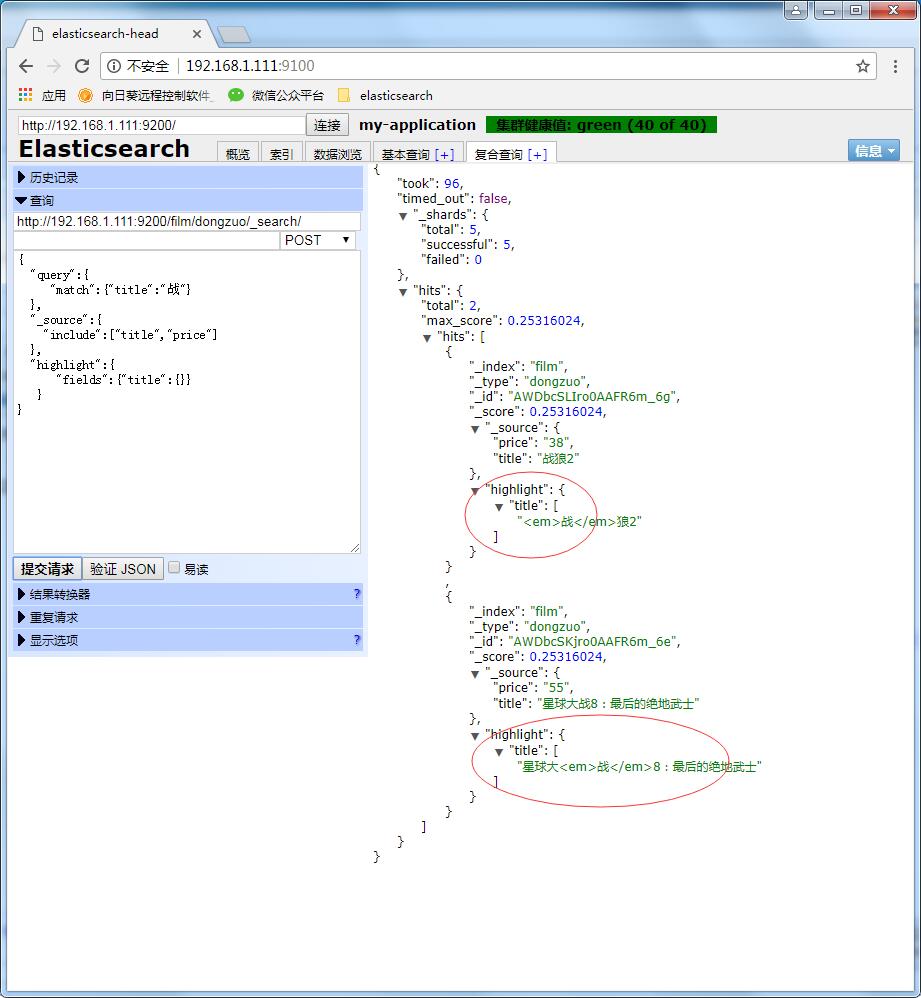 elasticsearch-head
不安全 192.168.1.111:9100
应用 向日葵远程控制软件 微信公众平台 elasticsearch
http://192.168.1.111:9200/ 连接 my-application 集群健康值: green (40 of 40)
Elasticsearch 概览 索引 数据浏览 基本查询 [+] 复合查询 [+] 信息
历史记录
查询
http://192.168.1.111:9200/film/dongzuo/_search/
POST
{
"query":{
"match":{"title":"战"}
},
"_source":{
"include":["title","price"]
},
"highlight":{
"fields":{"title":{}}
}
}
提交请求 验证 JSON 易读
结果转换器 ?
重复请求
显示选项 ?
{
"took": 96,
"timed_out": false,
"_shards": {
"total": 5,
"successful": 5,
"failed": 0
},
"hits": {
"total": 2,
"max_score": 0.25316024,
"hits": [
{
"_index": "film",
"_type": "dongzuo",
"_id": "AWDbcSLIro0AAFR6m_6g",
"_score": 0.25316024,
"_source": {
"price": "38",
"title": "战狼2"
},
"highlight": {
"title": [
"<em>战</em>狼2"
]
}
}
,
{
"_index": "film",
"_type": "dongzuo",
"_id": "AWDbcSKjro0AAFR6m_6e",
"_score": 0.25316024,
"_source": {
"price": "55",
"title": "星球大战8：最后的绝地武士"
},
"highlight": {
"title": [
"星球大<em>战</em>8：最后的绝地武士"
]
}
}
]
}
}